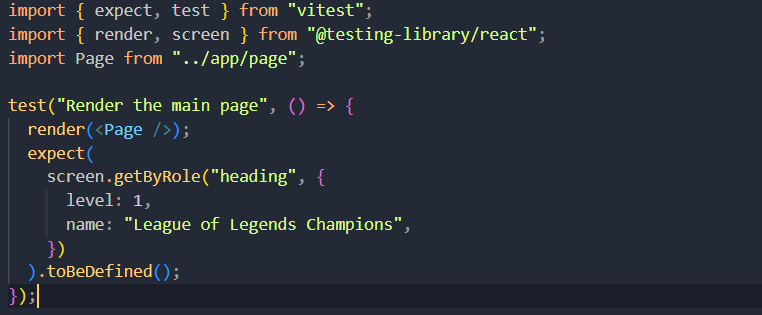 import { expect, test } from "vitest";
import { render, screen } from "@testing-library/react";
import Page from "../app/page";

test("Render the main page", () => {
  render(<Page />);
  expect(
    screen.getByRole("heading", {
      level: 1,
      name: "League of Legends Champions",
    })
  ).toBeDefined();
});